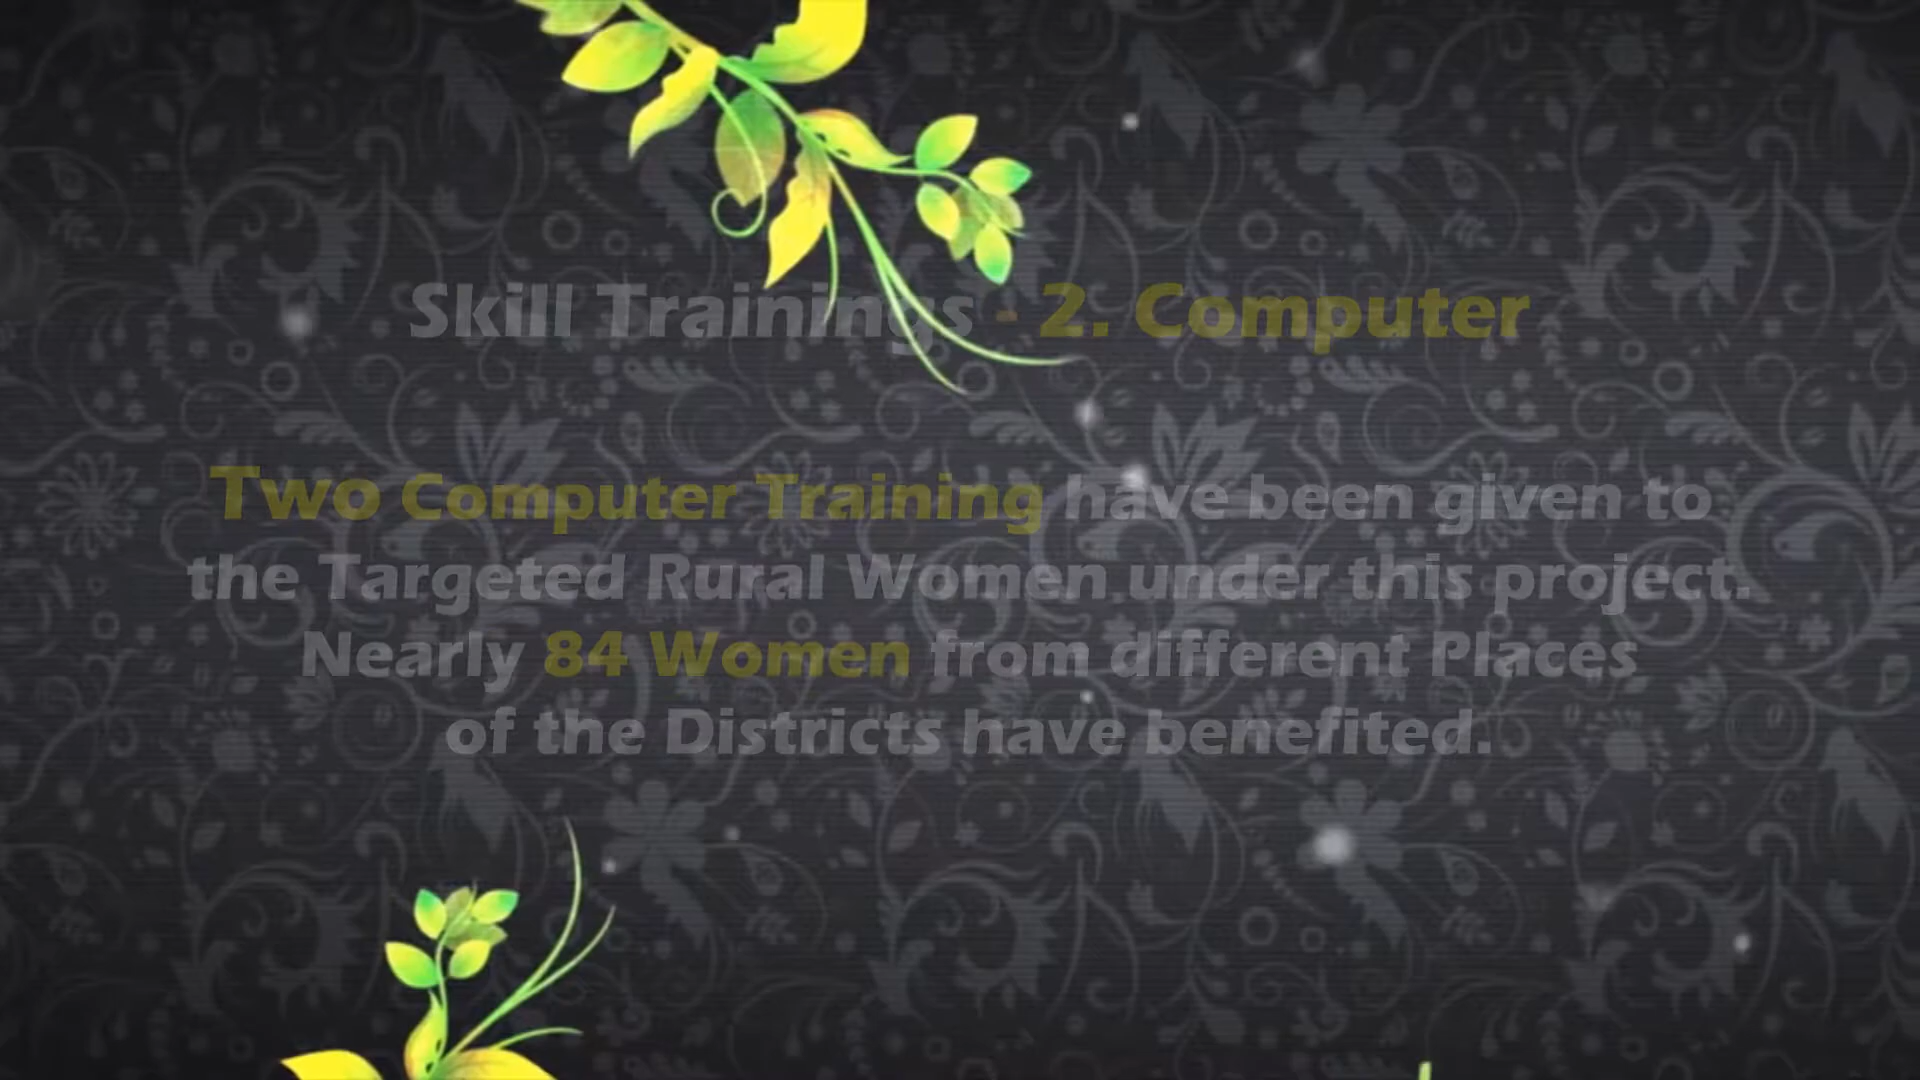 Skill Trainings - 2. Computer
Two Computer Training have been given to
the Targeted Rural Women under this project.
Nearly 84 Women from different Places
of the Districts have benefited.